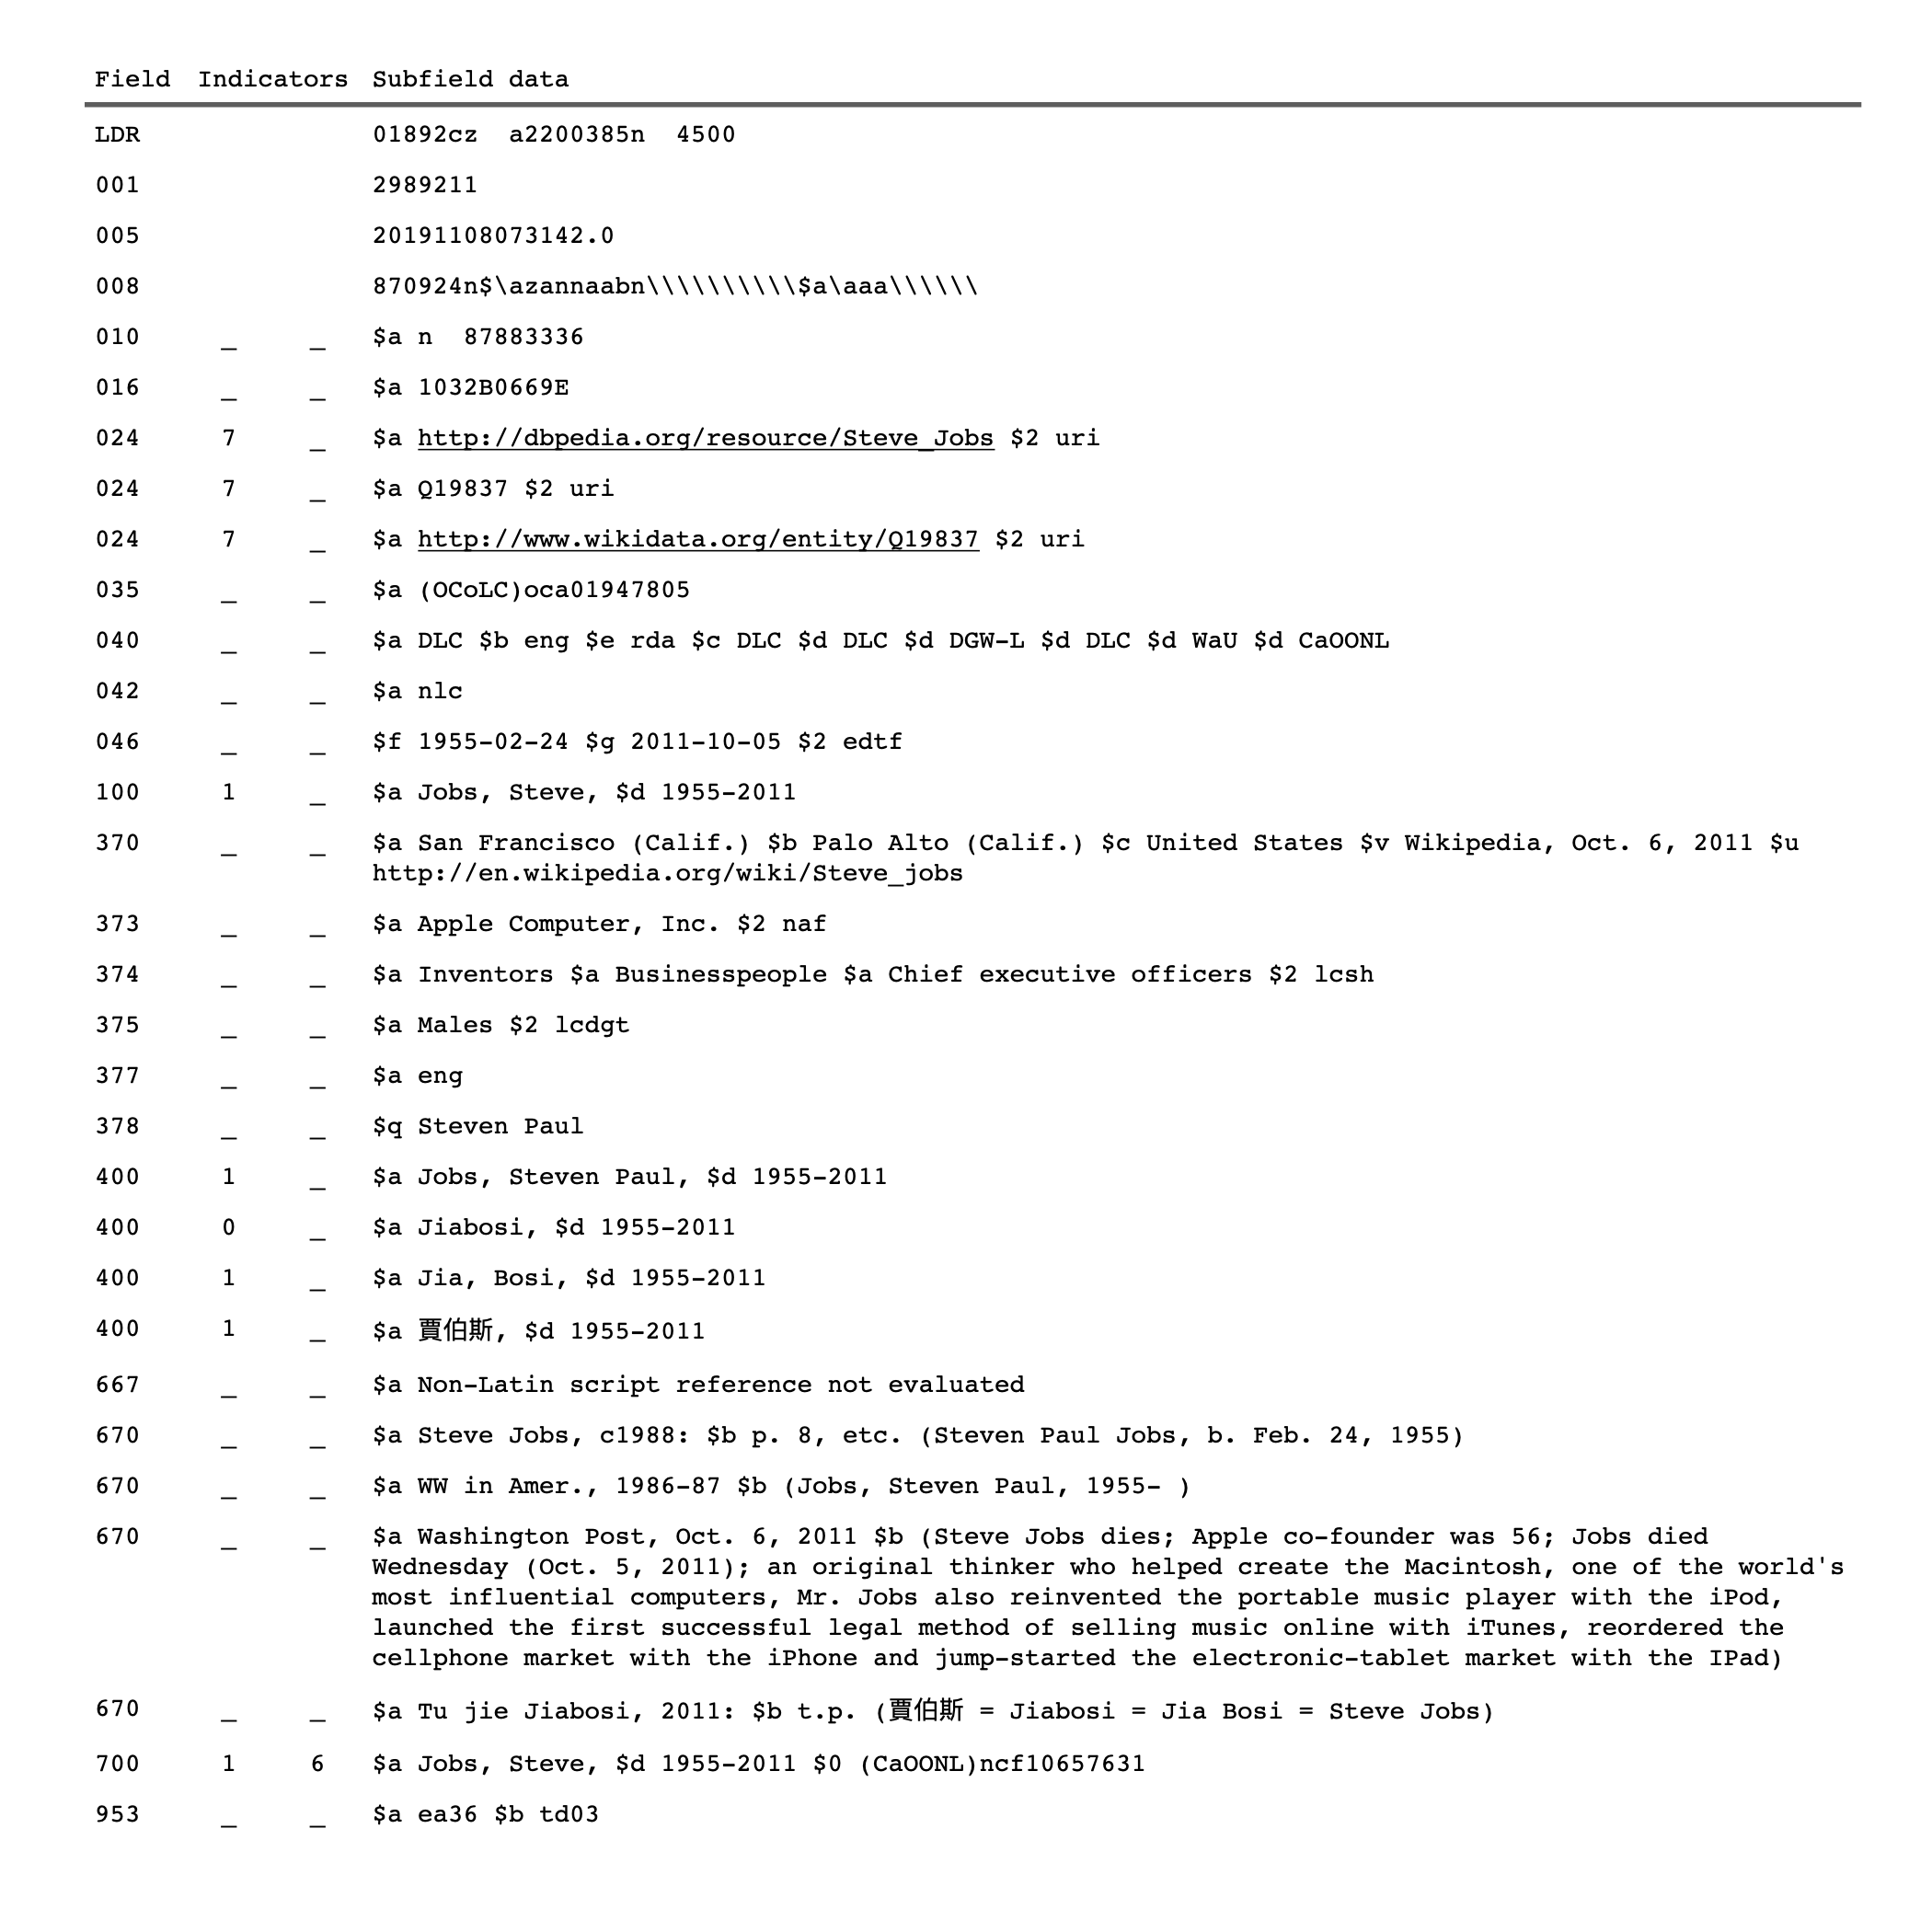 Field Indicators Subfield data
LDR 01892cz  a2200385n  4500
001 2989211
005 20191108073142.0
008 870924n$\azannaabn\\\\\\\\\\$a\aaa\\\\\\
010 _ _ $a n  87883336
016 _ _ $a 1032B0669E
024 7 _ $a http://dbpedia.org/resource/Steve_Jobs $2 uri
024 7 _ $a Q19837 $2 uri
024 7 _ $a http://www.wikidata.org/entity/Q19837 $2 uri
035 _ _ $a (OCoLC)oca01947805
040 _ _ $a DLC $b eng $e rda $c DLC $d DLC $d DGW-L $d DLC $d WaU $d CaOONL
042 _ _ $a nlc
046 _ _ $f 1955-02-24 $g 2011-10-05 $2 edtf
100 1 _ $a Jobs, Steve, $d 1955-2011
370 _ _ $a San Francisco (Calif.) $b Palo Alto (Calif.) $c United States $v Wikipedia, Oct. 6, 2011 $u
http://en.wikipedia.org/wiki/Steve_jobs
373 _ _ $a Apple Computer, Inc. $2 naf
374 _ _ $a Inventors $a Businesspeople $a Chief executive officers $2 lcsh
375 _ _ $a Males $2 lcdgt
377 _ _ $a eng
378 _ _ $q Steven Paul
400 1 _ $a Jobs, Steven Paul, $d 1955-2011
400 0 _ $a Jiabosi, $d 1955-2011
400 1 _ $a Jia, Bosi, $d 1955-2011
400 1 _ $a 賈伯斯, $d 1955-2011
667 _ _ $a Non-Latin script reference not evaluated
670 _ _ $a Steve Jobs, c1988: $b p. 8, etc. (Steven Paul Jobs, b. Feb. 24, 1955)
670 _ _ $a WW in Amer., 1986-87 $b (Jobs, Steven Paul, 1955- )
670 _ _ $a Washington Post, Oct. 6, 2011 $b (Steve Jobs dies; Apple co-founder was 56; Jobs died
Wednesday (Oct. 5, 2011); an original thinker who helped create the Macintosh, one of the world's
most influential computers, Mr. Jobs also reinvented the portable music player with the iPod,
launched the first successful legal method of selling music online with iTunes, reordered the
cellphone market with the iPhone and jump-started the electronic-tablet market with the IPad)
670 _ _ $a Tu jie Jiabosi, 2011: $b t.p. (賈伯斯 = Jiabosi = Jia Bosi = Steve Jobs)
700 1 6 $a Jobs, Steve, $d 1955-2011 $0 (CaOONL)ncf10657631
953 _ _ $a ea36 $b td03